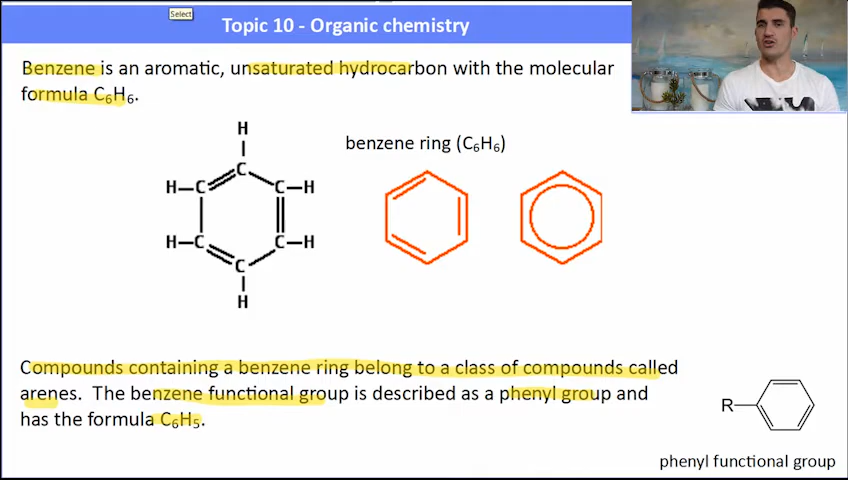 Select
Topic 10 - Organic chemistry
Benzene is an aromatic, unsaturated hydrocarbon with the molecular
formula C₆H₆.
benzene ring (C₆H₆)
H
C
H–C
C–H
H–C
C–H
C
H
Compounds containing a benzene ring belong to a class of compounds called
arenes. The benzene functional group is described as a phenyl group and
has the formula C₆H₅.
R
phenyl functional group